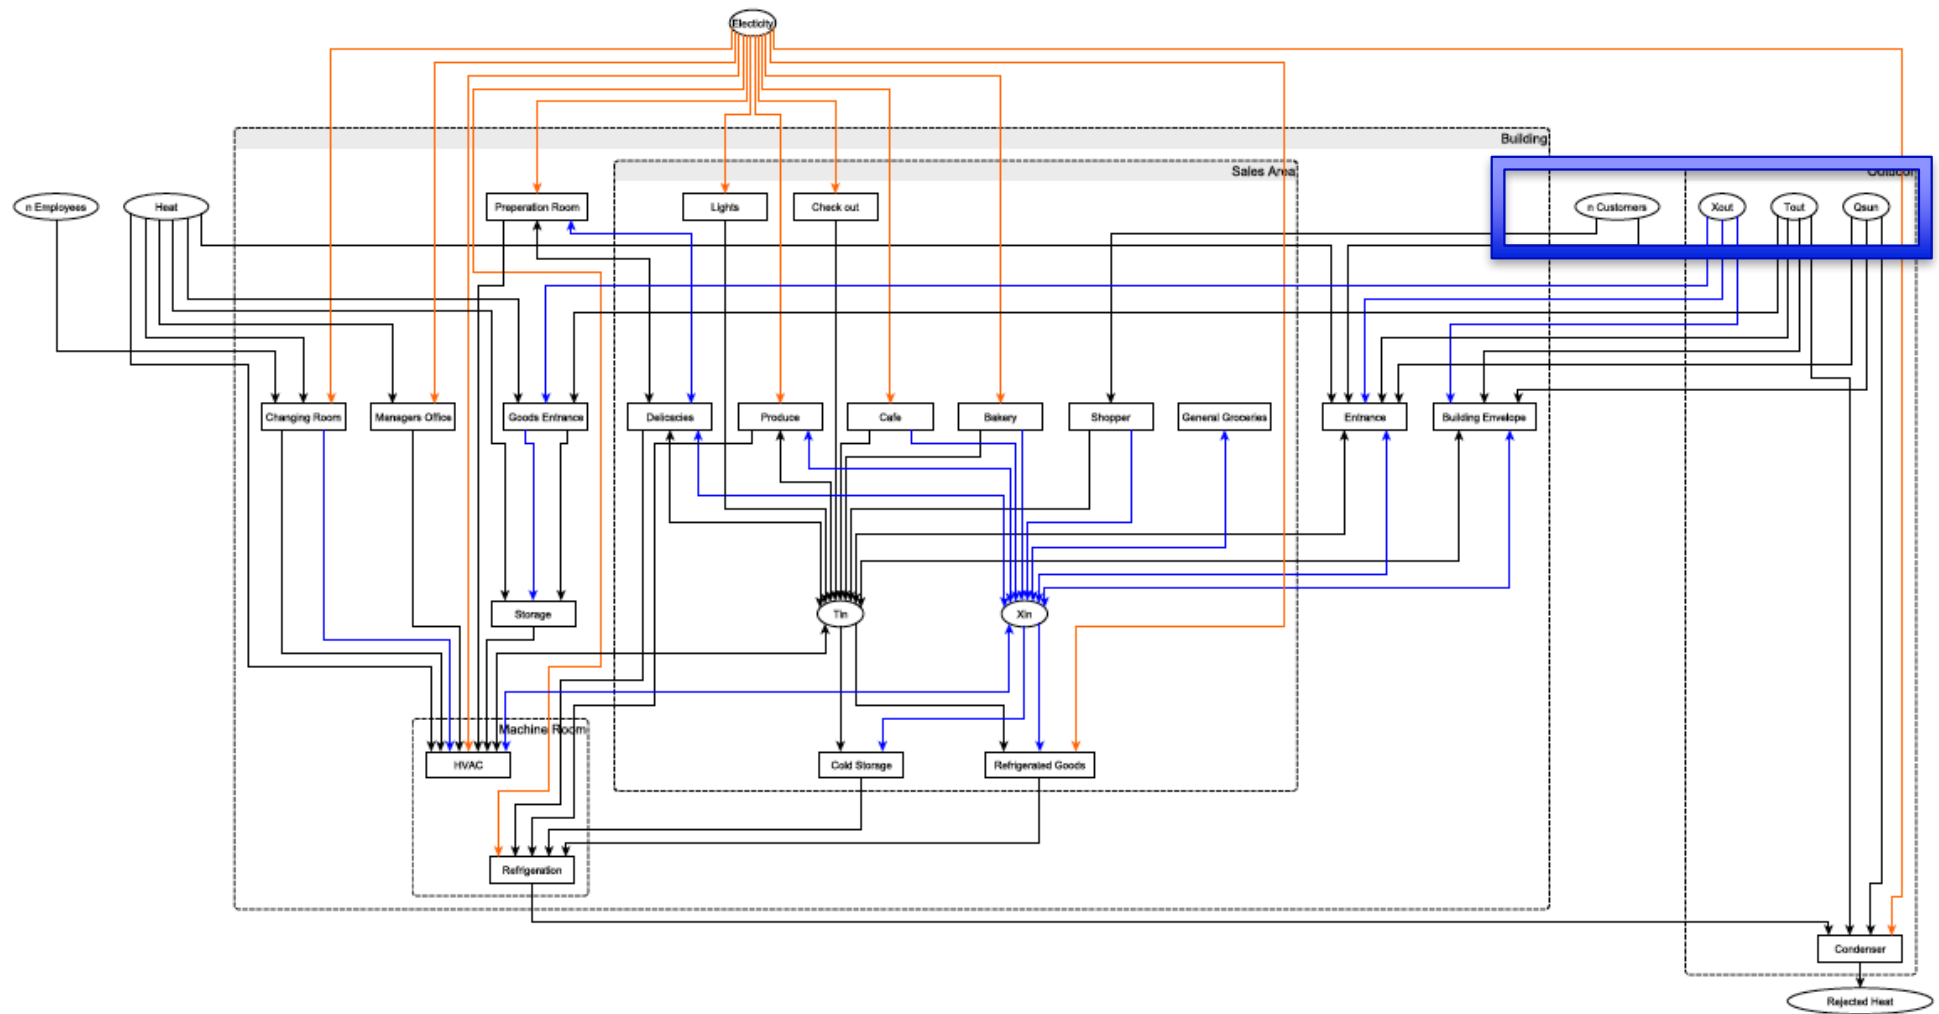 Electicity
Building
Sales Area
Outdoor
n Employees
Heat
Preperation Room
Lights
Check out
n Customers
Xout
Tout
Qsun
Changing Room
Managers Office
Goods Entrance
Delicacies
Produce
Cafe
Bakery
Shopper
General Groceries
Entrance
Building Envelope
Storage
Tin
Xin
Machine Room
HVAC
Cold Storage
Refrigerated Goods
Refrigeration
Condenser
Rejected Heat